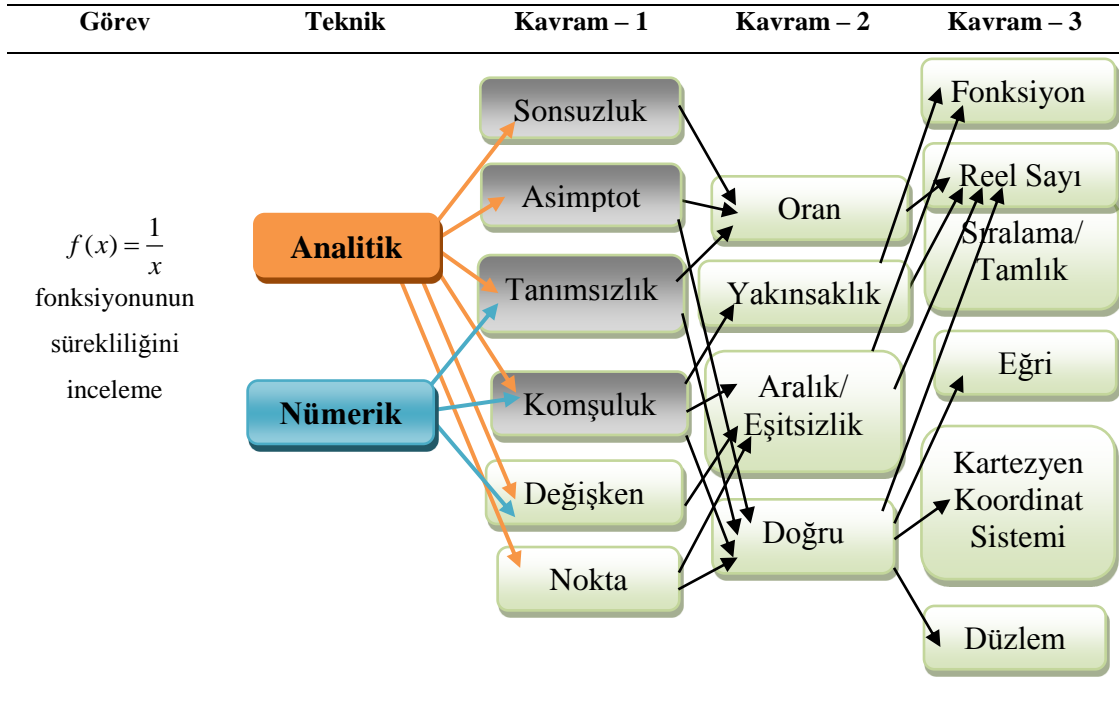 Görev Teknik Kavram – 1 Kavram – 2 Kavram – 3
f(x) = 1/x
fonksiyonunun
sürekliliğini
inceleme
Analitik
Nümerik
Sonsuzluk
Asimptot
Tanımsızlık
Komşuluk
Değişken
Nokta
Oran
Yakınsaklık
Aralık/
Eşitsizlik
Doğru
Fonksiyon
Reel Sayı
Sıralama/
Tamlık
Eğri
Kartezyen
Koordinat
Sistemi
Düzlem